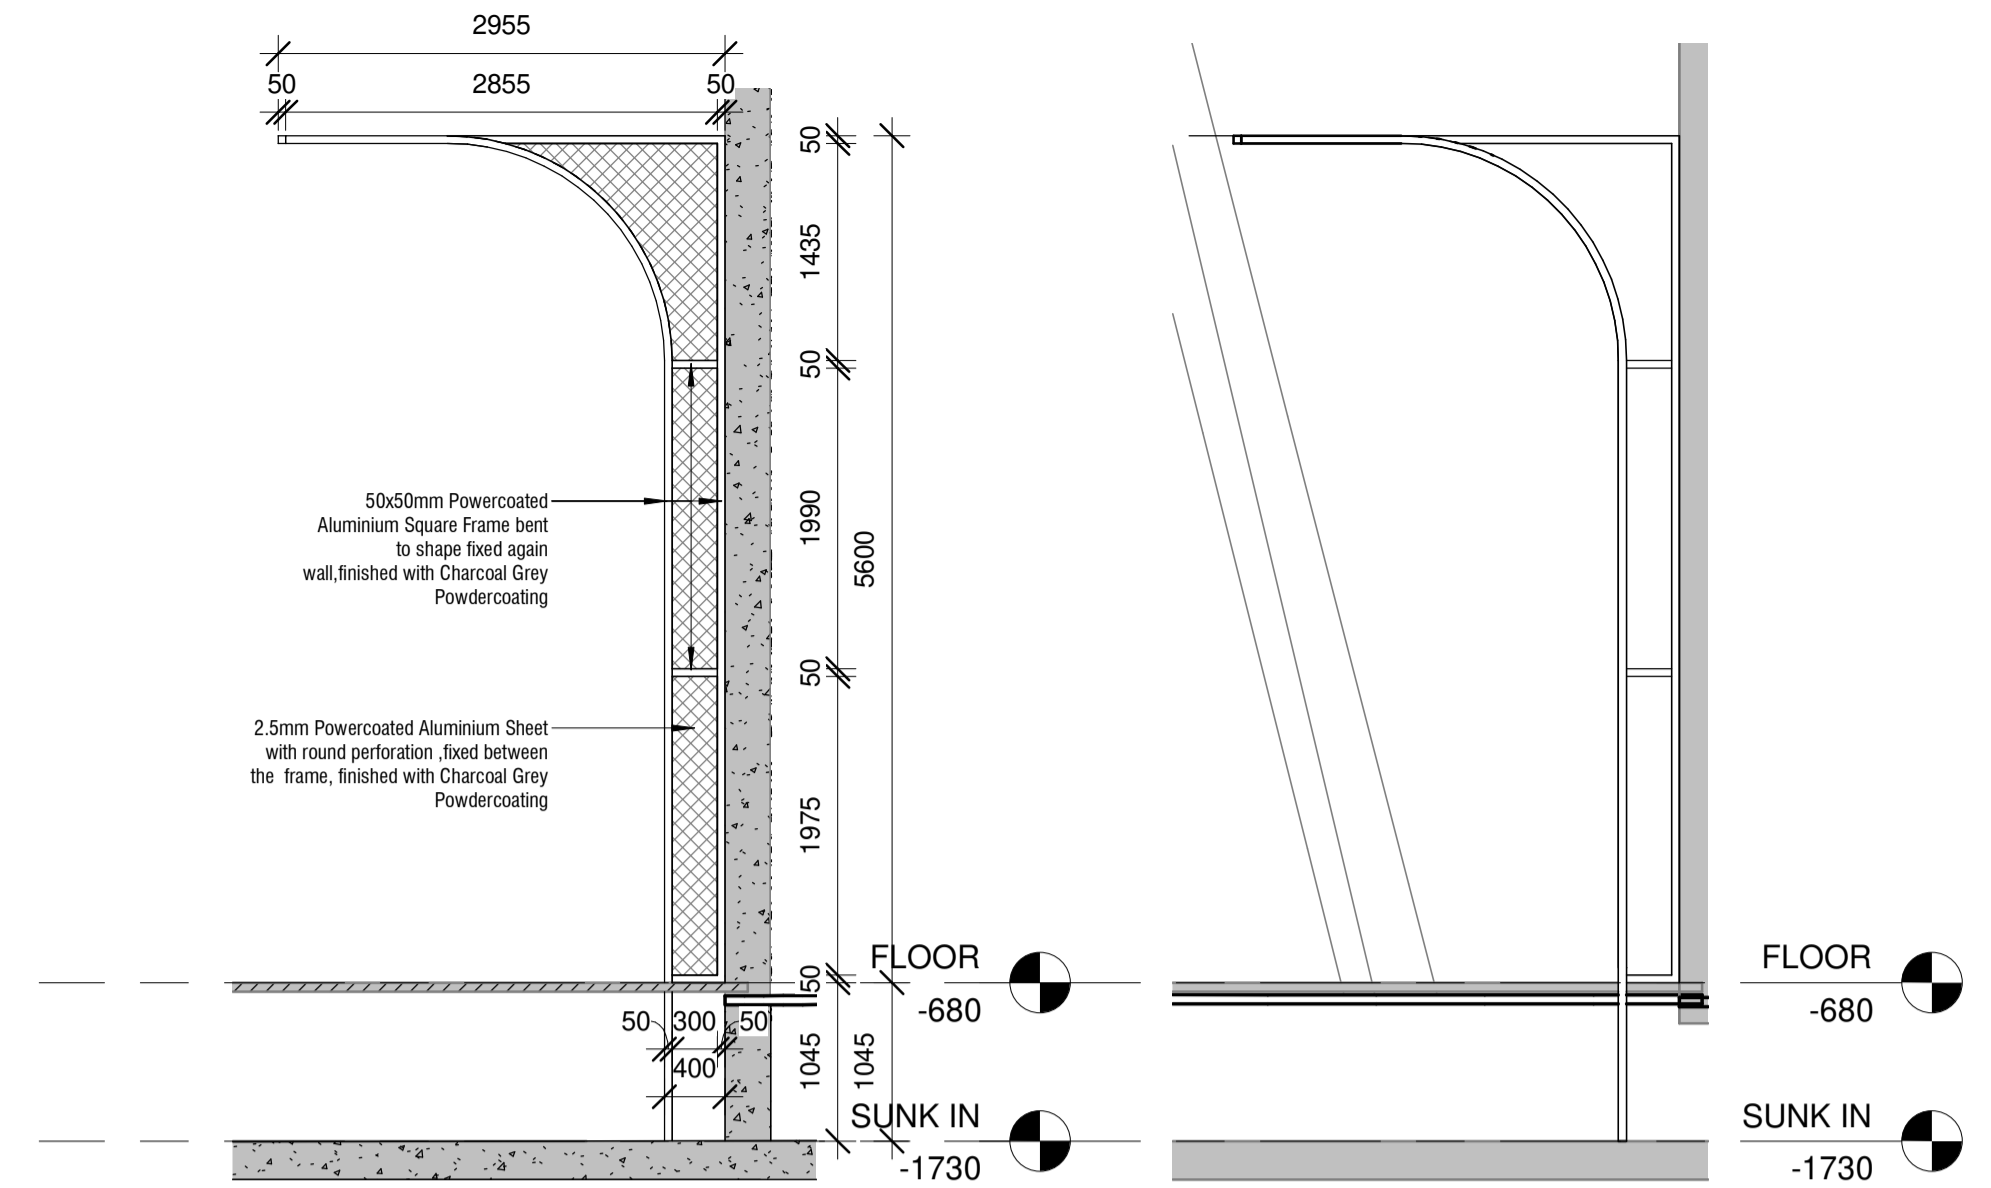 2955
50 2855 50
50
1435
50
1990
5600
50
1975
50
50x50mm Powercoated
Aluminium Square Frame bent
to shape fixed again
wall,finished with Charcoal Grey
Powdercoating
2.5mm Powercoated Aluminium Sheet
with round perforation ,fixed between
the frame, finished with Charcoal Grey
Powdercoating
50 300 50
400
1045
1045
FLOOR
-680
SUNK IN
-1730
FLOOR
-680
SUNK IN
-1730